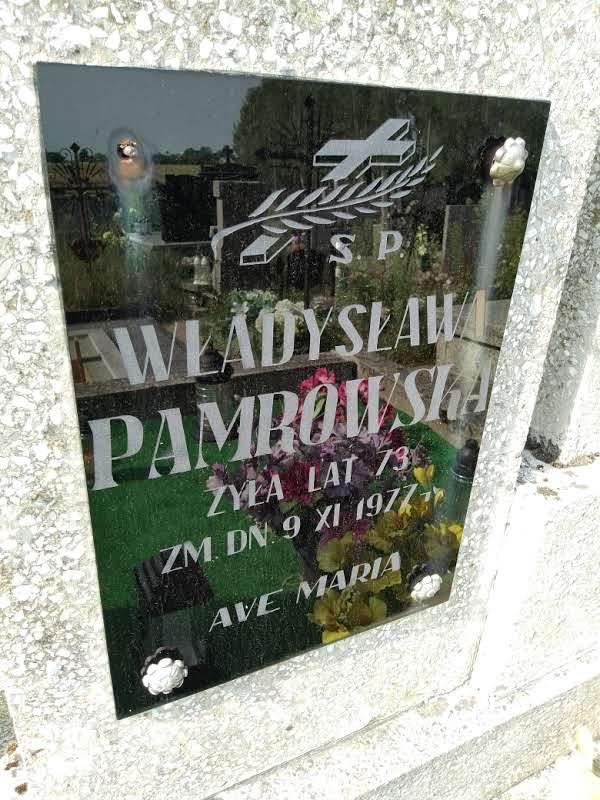 Ś. P.
WŁADYSŁAWA
PAMROWSKA
ŻYŁA LAT 73
ZM. DN. 9 XI 1977 r.
AVE MARIA